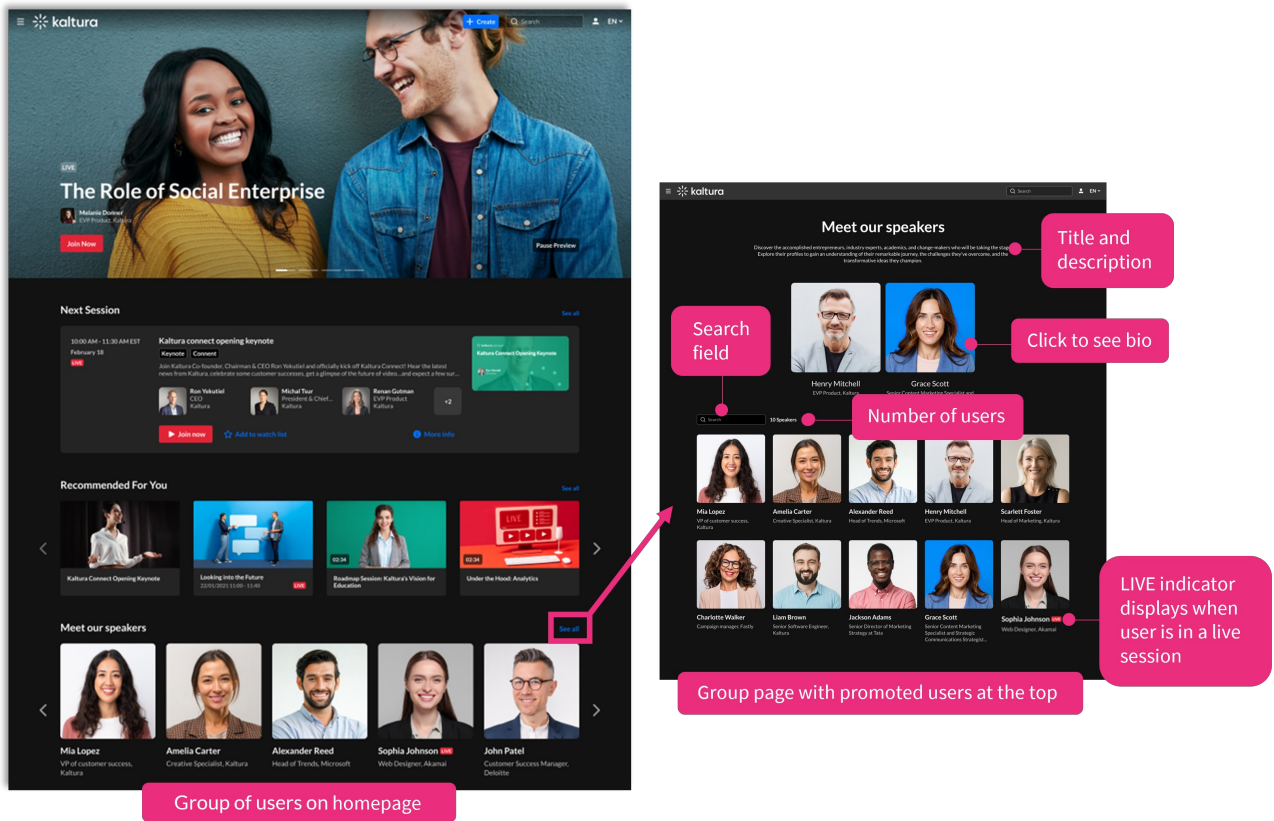 kaltura
+ Create
Search
EN
LIVE
The Role of Social Enterprise
Melanie Donner
EVP Product, Kaltura
Join Now
Pause Preview
Next Session
See all
10:00 AM - 11:30 AM EST
February 18
LIVE
Kaltura connect opening keynote
Keynote Connent
Join Kaltura Co-founder, Chairman & CEO Ron Yekutiel and officially kick off Kaltura Connect! Hear the latest
news from Kaltura, celebrate some customer successes, get a glimpse of the future of video...and expect a few sur...
Ron Yekutiel
CEO
Kaltura
Michal Tsur
President & Chief...
Kaltura
Renan Gutman
EVP Product
Kaltura
+2
Kaltura Connect Opening Keynote
Join now
Add to watch list
More info
Recommended For You
See all
Kaltura Connect Opening Keynote
Looking into the Future
22/01/2021 11:00 - 11:40
LIVE
02:34
Roadmap Session: Kaltura's Vision for
Education
LIVE
02:34
Under the Hood: Analytics
Meet our speakers
See all
Mia Lopez
VP of customer success,
Kaltura
Amelia Carter
Creative Specialist, Kaltura
Alexander Reed
Head of Trends, Microsoft
Sophia Johnson LIVE
Web Designer, Akamai
John Patel
Customer Success Manager,
Deloitte
Group of users on homepage
kaltura
Search
EN
Meet our speakers
Discover the accomplished entrepreneurs, industry experts, academics, and change-makers who will be taking the stag
Explore their profiles to gain an understanding of their remarkable journey, the challenges they've overcome, and the
transformative ideas they champion.
Title and
description
Search
field
Click to see bio
Henry Mitchell
EVP Product, Kaltura
Grace Scott
Senior Content Marketing Specialist and
Number of users
Search
10 Speakers
Mia Lopez
VP of customer success,
Kaltura
Amelia Carter
Creative Specialist, Kaltura
Alexander Reed
Head of Trends, Microsoft
Henry Mitchell
EVP Product, Kaltura
Scarlett Foster
Head of Marketing, Kaltura
Charlotte Walker
Campaign manager, Fastly
Liam Brown
Senior Software Engineer,
Kaltura
Jackson Adams
Senior Director of Marketing
Strategy at Tata
Grace Scott
Senior Content Marketing
Specialist and Strategic
Communications Strategist...
Sophia Johnson LIVE
Web Designer, Akamai
LIVE indicator
displays when
user is in a live
session
Group page with promoted users at the top